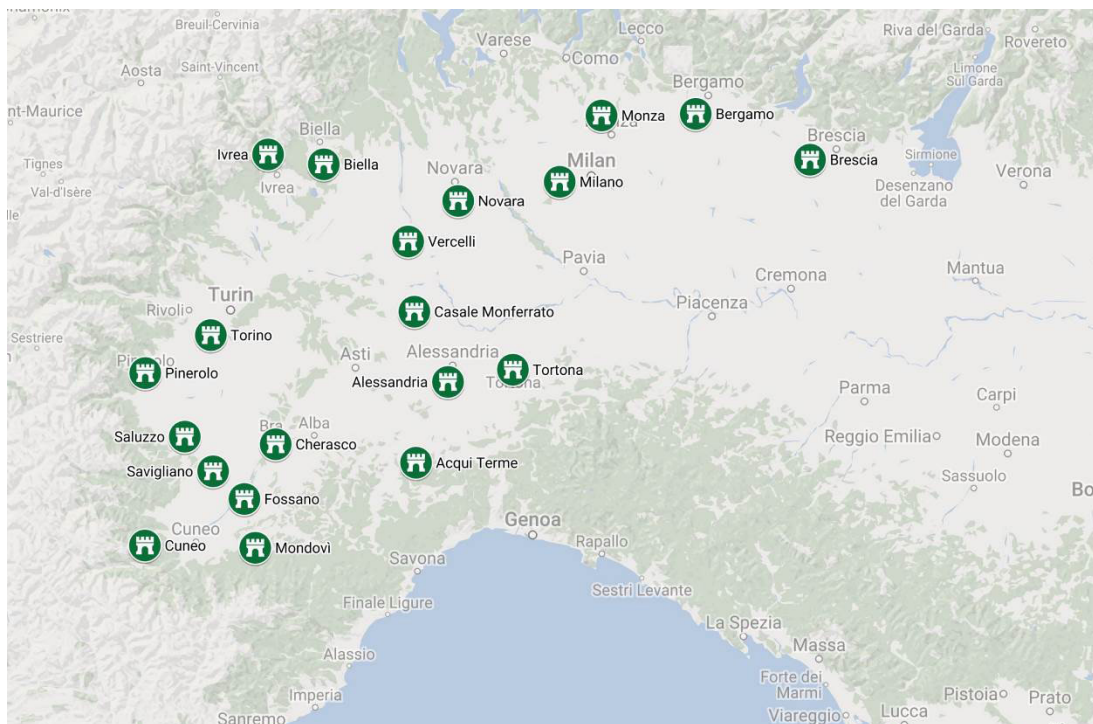 Breuil-Cervinia
Lecco
Riva del Garda
Rovereto
Varese
Como
Aosta
Saint-Vincent
Limone
Sul Garda
Bergamo
nt-Maurice
Monza
Bergamo
Biella
Brescia
Ivrea
Biella
Ivrea
Novara
Milan
Milano
Brescia
Sirmione
Tignes
Val-d'Isère
Desenzano
del Garda
Verona
Novara
Vercelli
Pavia
Cremona
Mantua
Turin
Rivoli
Casale Monferrato
Piacenza
Torino
Sestriere
Asti
Alessandria
Pinerolo
Alessandria
Tortona
Parma
Carpi
Saluzzo
Bra
Alba
Cherasco
Reggio Emilia
Modena
Savigliano
Acqui Terme
Sassuolo
Fossano
Bo
Cuneo
Genoa
Cuneo
Mondovì
Savona
Rapallo
Sestri Levante
Finale Ligure
La Spezia
Alassio
Massa
Imperia
Forte dei
Marmi
Pistoia
Prato
Sanremo
Viareggio
Lucca